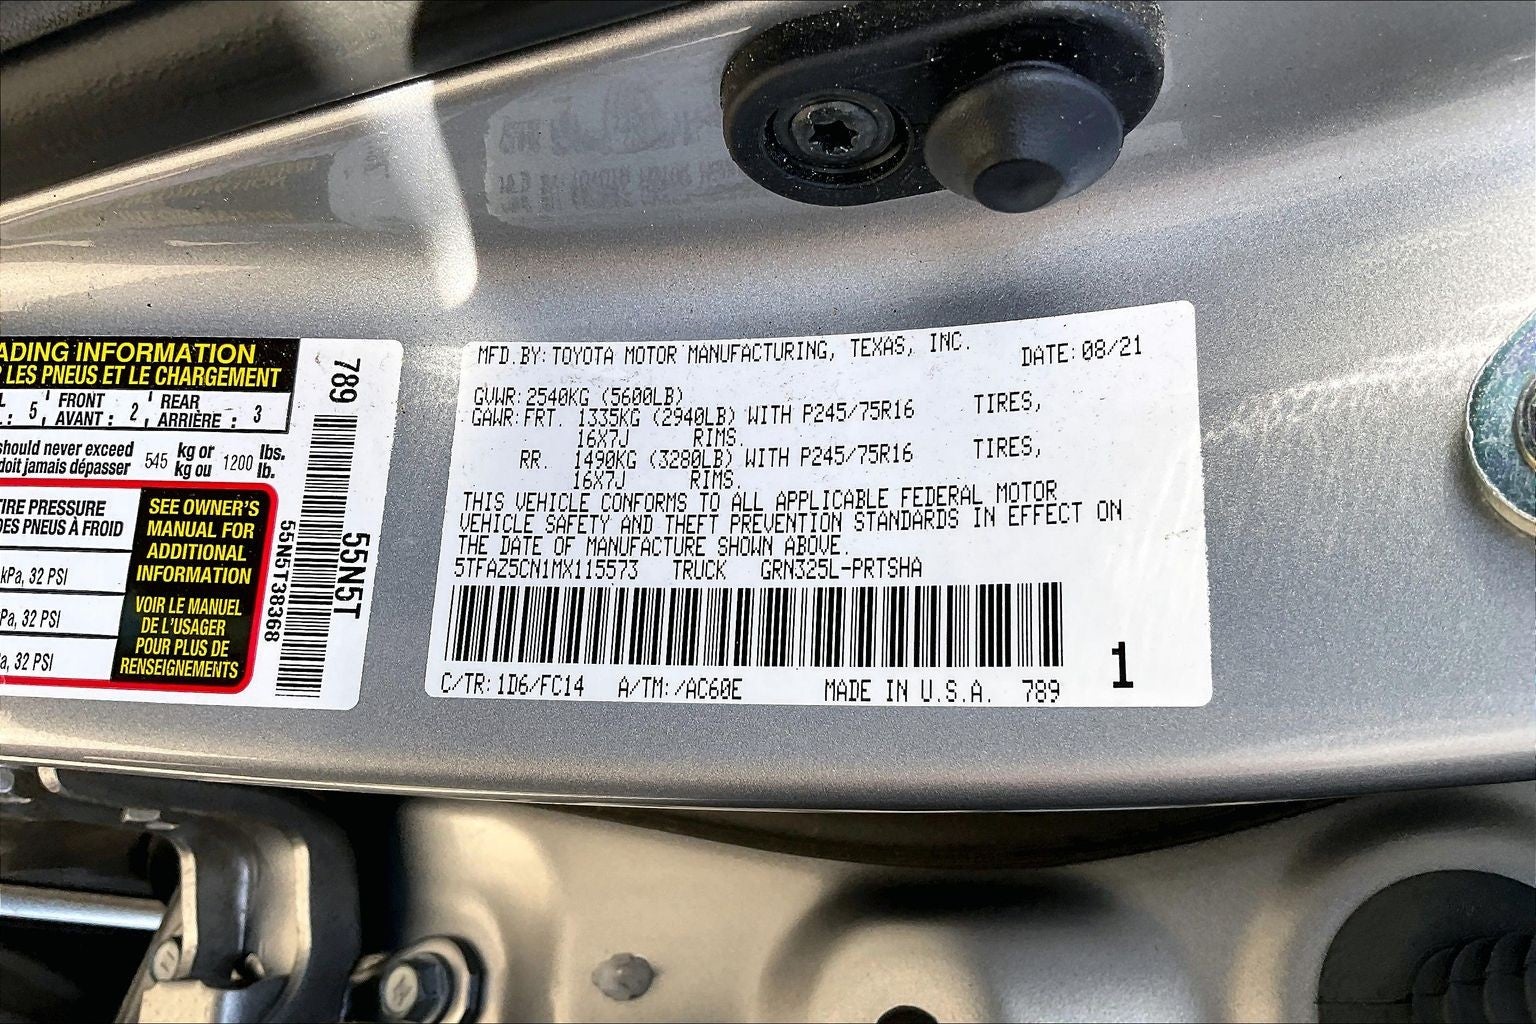 ADING INFORMATION
LES PNEUS ET LE CHARGEMENT
: 5 FRONT AVANT : 2 REAR ARRIÈRE : 3
should never exceed
doit jamais dépasser
545 kg or kg ou 1200 lbs. lb.
TIRE PRESSURE
DES PNEUS À FROID
kPa, 32 PSI
kPa, 32 PSI
32 PSI
SEE OWNER'S
MANUAL FOR
ADDITIONAL
INFORMATION
VOIR LE MANUEL
DE L'USAGER
POUR PLUS DE
RENSEIGNEMENTS
789
55N5T
55N5T38368
MFD. BY: TOYOTA MOTOR MANUFACTURING, TEXAS, INC. DATE: 08/21
GVWR: 2540KG (5600LB)
GAWR: FRT. 1335KG (2940LB) WITH P245/75R16 TIRES,
16X7J RIMS.
RR. 1490KG (3280LB) WITH P245/75R16 TIRES,
16X7J RIMS.
THIS VEHICLE CONFORMS TO ALL APPLICABLE FEDERAL MOTOR
VEHICLE SAFETY AND THEFT PREVENTION STANDARDS IN EFFECT ON
THE DATE OF MANUFACTURE SHOWN ABOVE.
5TFAZ5CN1MX115573 TRUCK GRN325L-PRTSHA
C/TR: 1D6/FC14 A/TM: /AC60E MADE IN U.S.A. 789
1